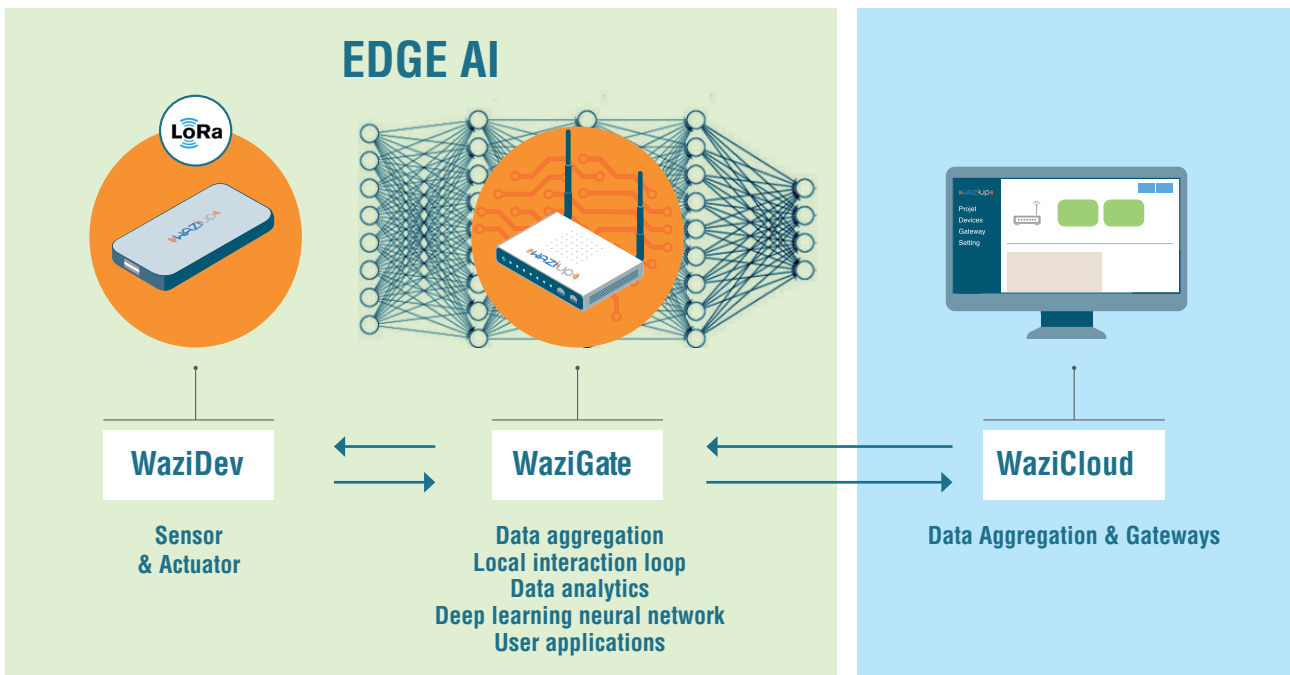 EDGE AI
LoRa
WAZIUP
WAZIUP
WAZIUP
Projet
Devices
Gateway
Setting
WaziDev
WaziGate
WaziCloud
Sensor
& Actuator
Data aggregation
Local interaction loop
Data analytics
Deep learning neural network
User applications
Data Aggregation & Gateways